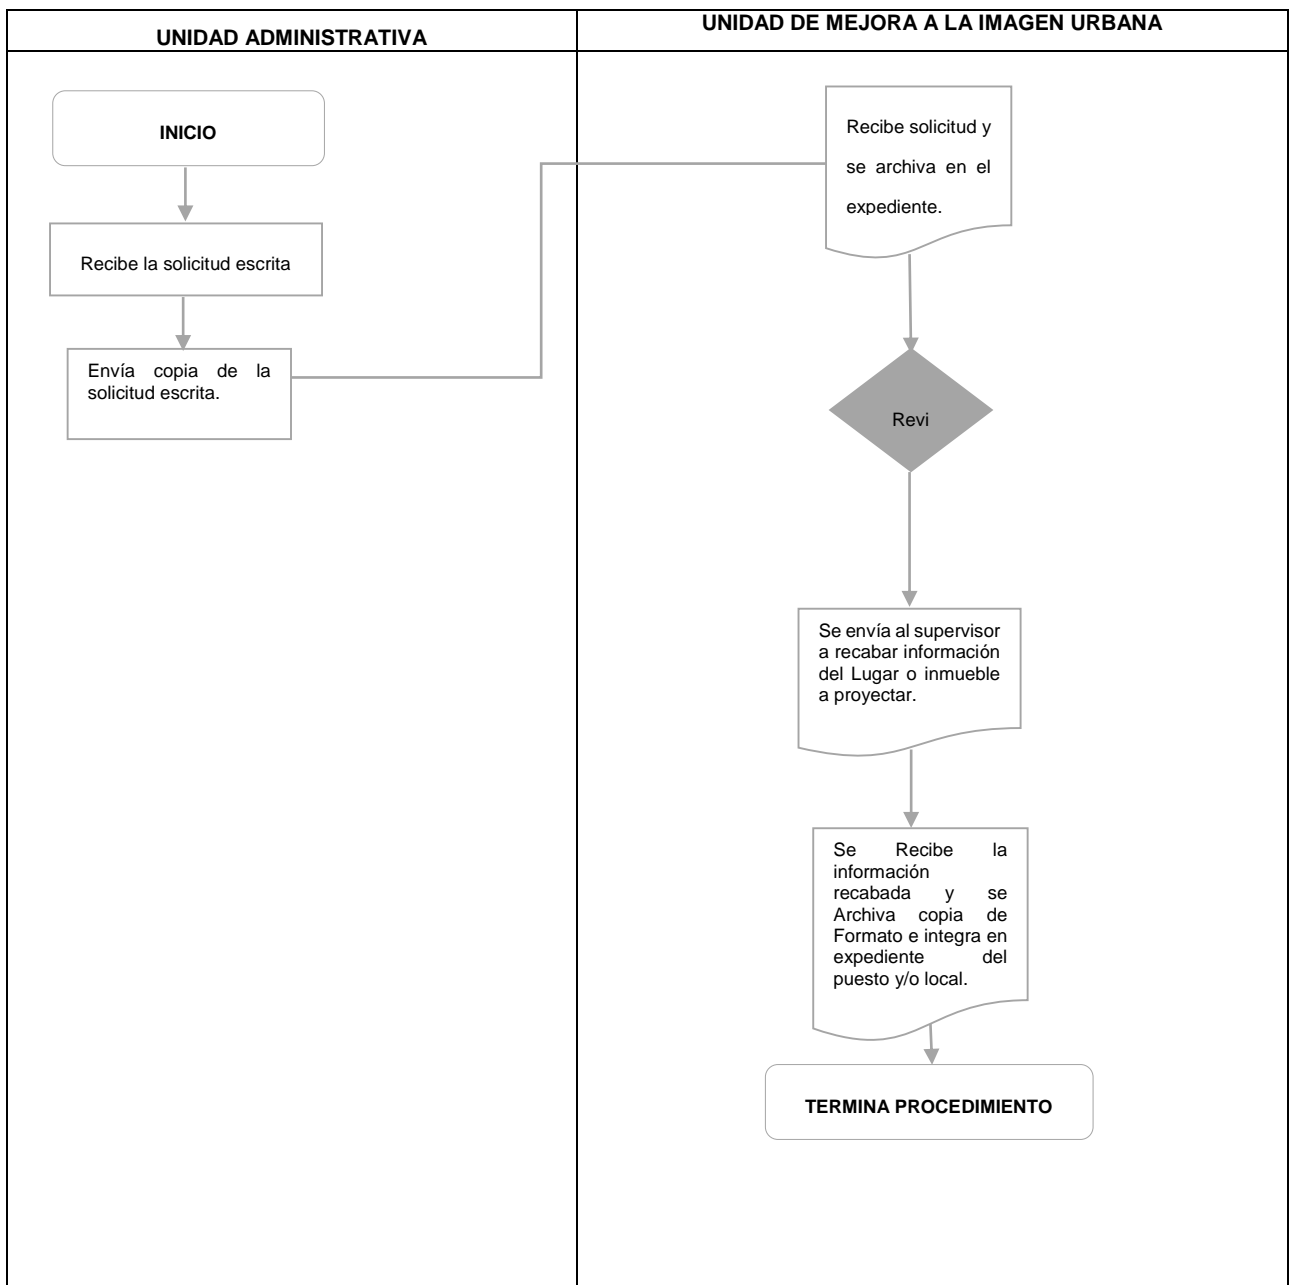 UNIDAD ADMINISTRATIVA
UNIDAD DE MEJORA A LA IMAGEN URBANA
INICIO
Recibe la solicitud escrita
Envía copia de la
solicitud escrita.
Recibe solicitud y
se archiva en el
expediente.
Revi
Se envía al supervisor
a recabar información
del Lugar o inmueble
a proyectar.
Se Recibe la
información
recabada y se
Archiva copia de
Formato e integra en
expediente del
puesto y/o local.
TERMINA PROCEDIMIENTO